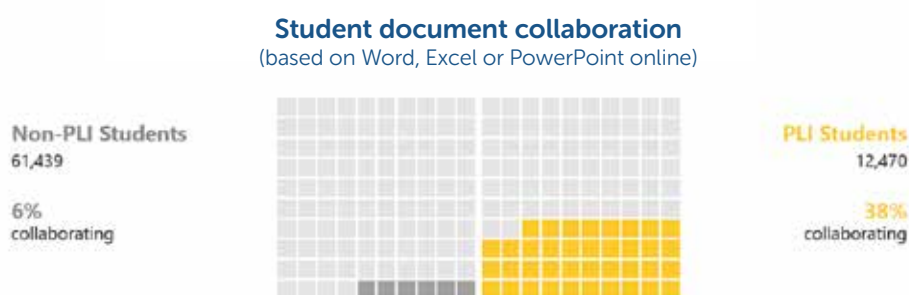 Student document collaboration
(based on Word, Excel or PowerPoint online)
Non-PLI Students
61,439
6%
collaborating
PLI Students
12,470
38%
collaborating